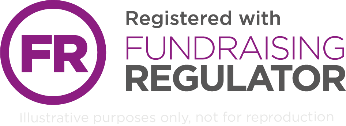 FR
Registered with
FUNDRAISING
REGULATOR
Illustrative purposes only, not for reproduction